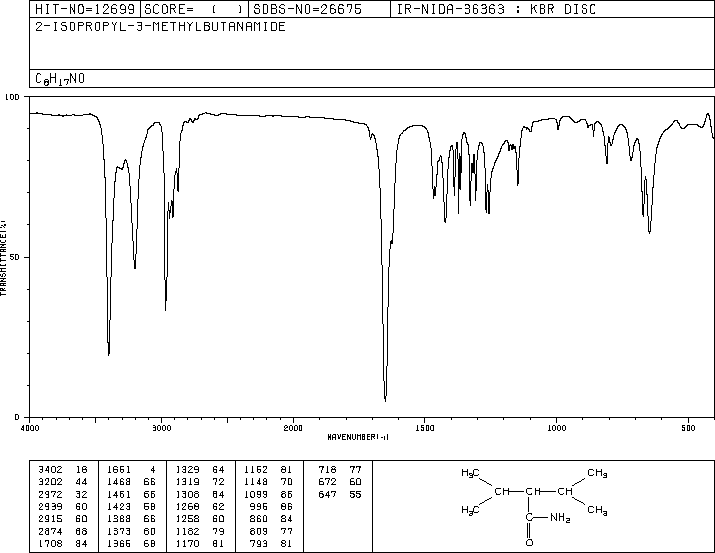 HIT-NO=12699 SCORE= ( ) SDBS-NO=26675 IR-NIDA-36363 : KBR DISC
2-ISOPROPYL-3-METHYLBUTANAMIDE
C8H17NO
100
50
0
TRANSMITTANCE(%)
4000 3000 2000 1500 1000 500
WAVENUMBER(-1)
3402 18 1651 4 1329 64 1152 81 718 77
3202 44 1468 66 1319 72 1148 70 672 60
2972 32 1461 66 1308 64 1099 86 647 55
2939 60 1423 58 1268 62 996 86
2915 60 1388 66 1258 60 860 84
2874 68 1373 60 1182 79 809 77
1708 84 1366 68 1170 81 793 81
H3C CH3
CH—CH—CH
H3C CH3
C—NH2
O